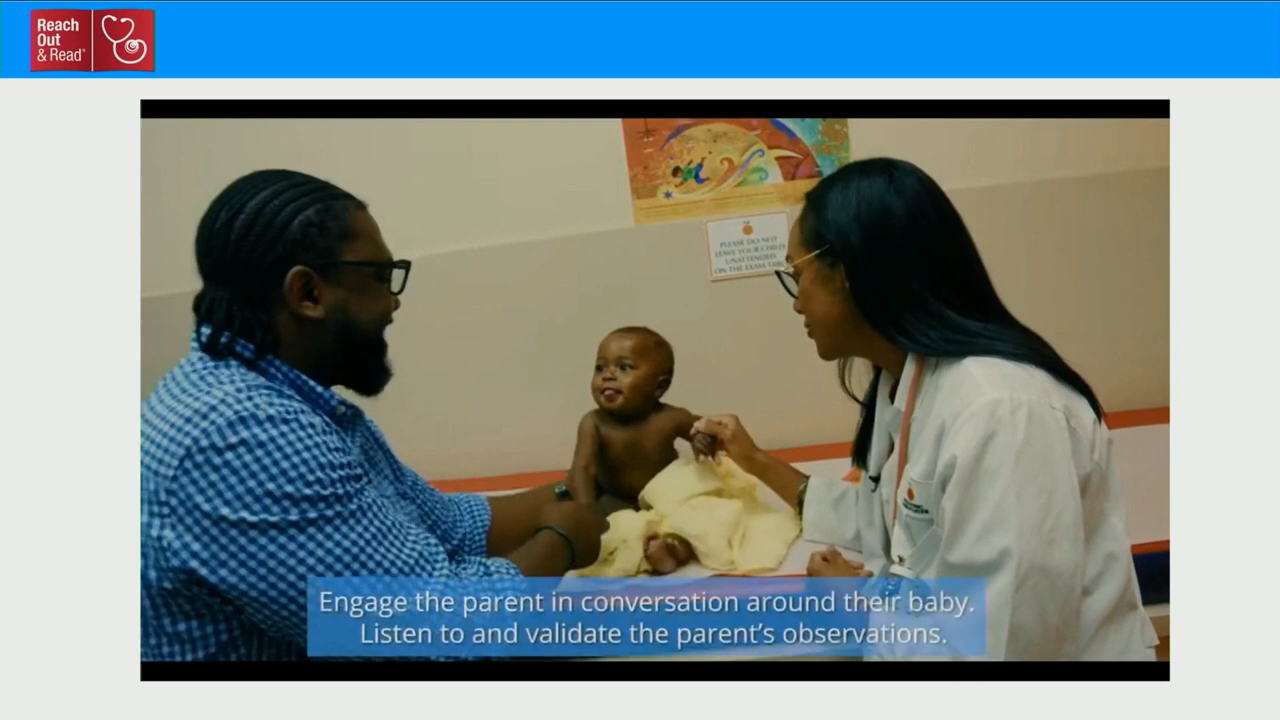 Reach
Out
& Read®
PLEASE DO NOT
LEAVE YOUR CHILD
UNATTENDED
ON THE EXAM
Engage the parent in conversation around their baby.
Listen to and validate the parent's observations.